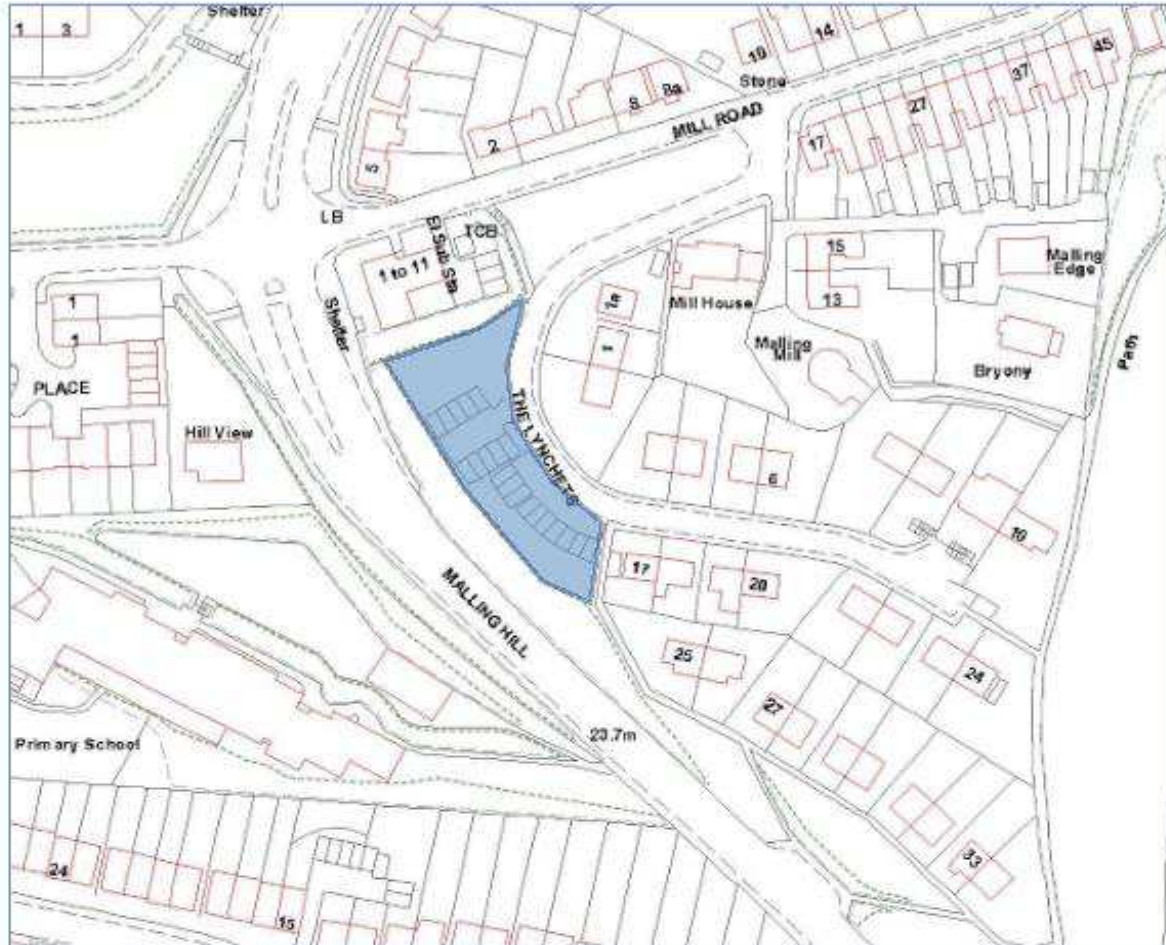 Shelter
1
3
10
14
Stone
45
37
27
17
8
8a
2
MILL ROAD
5
LB
El Sub Sta
TCB
1 to 11
Shelter
1
1
PLACE
Hill View
1a
1
Mill House
15
13
Malling
Edge
Malling
Mill
Bryony
Path
THE LYNCHETS
6
10
17
20
25
24
27
33
MALLING HILL
23.7m
Primary School
24
15